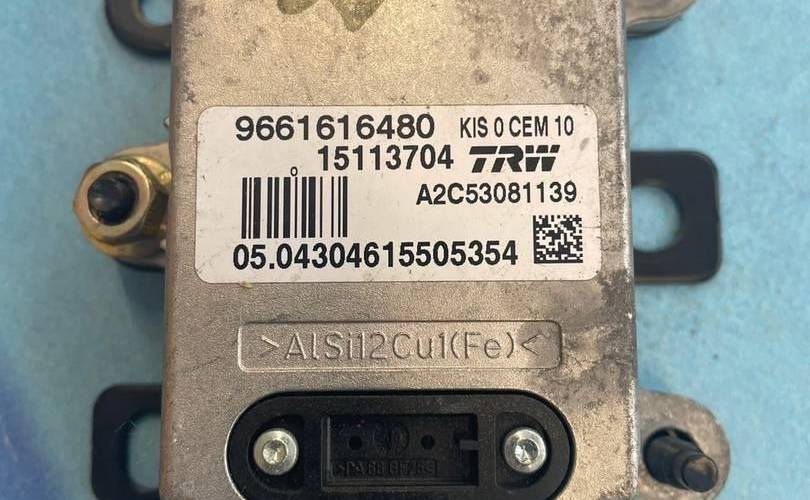 9661616480 KIS 0 CEM 10
15113704 TRW
A2C53081139
05.04304615505354
>AlSi12Cu1(Fe)<